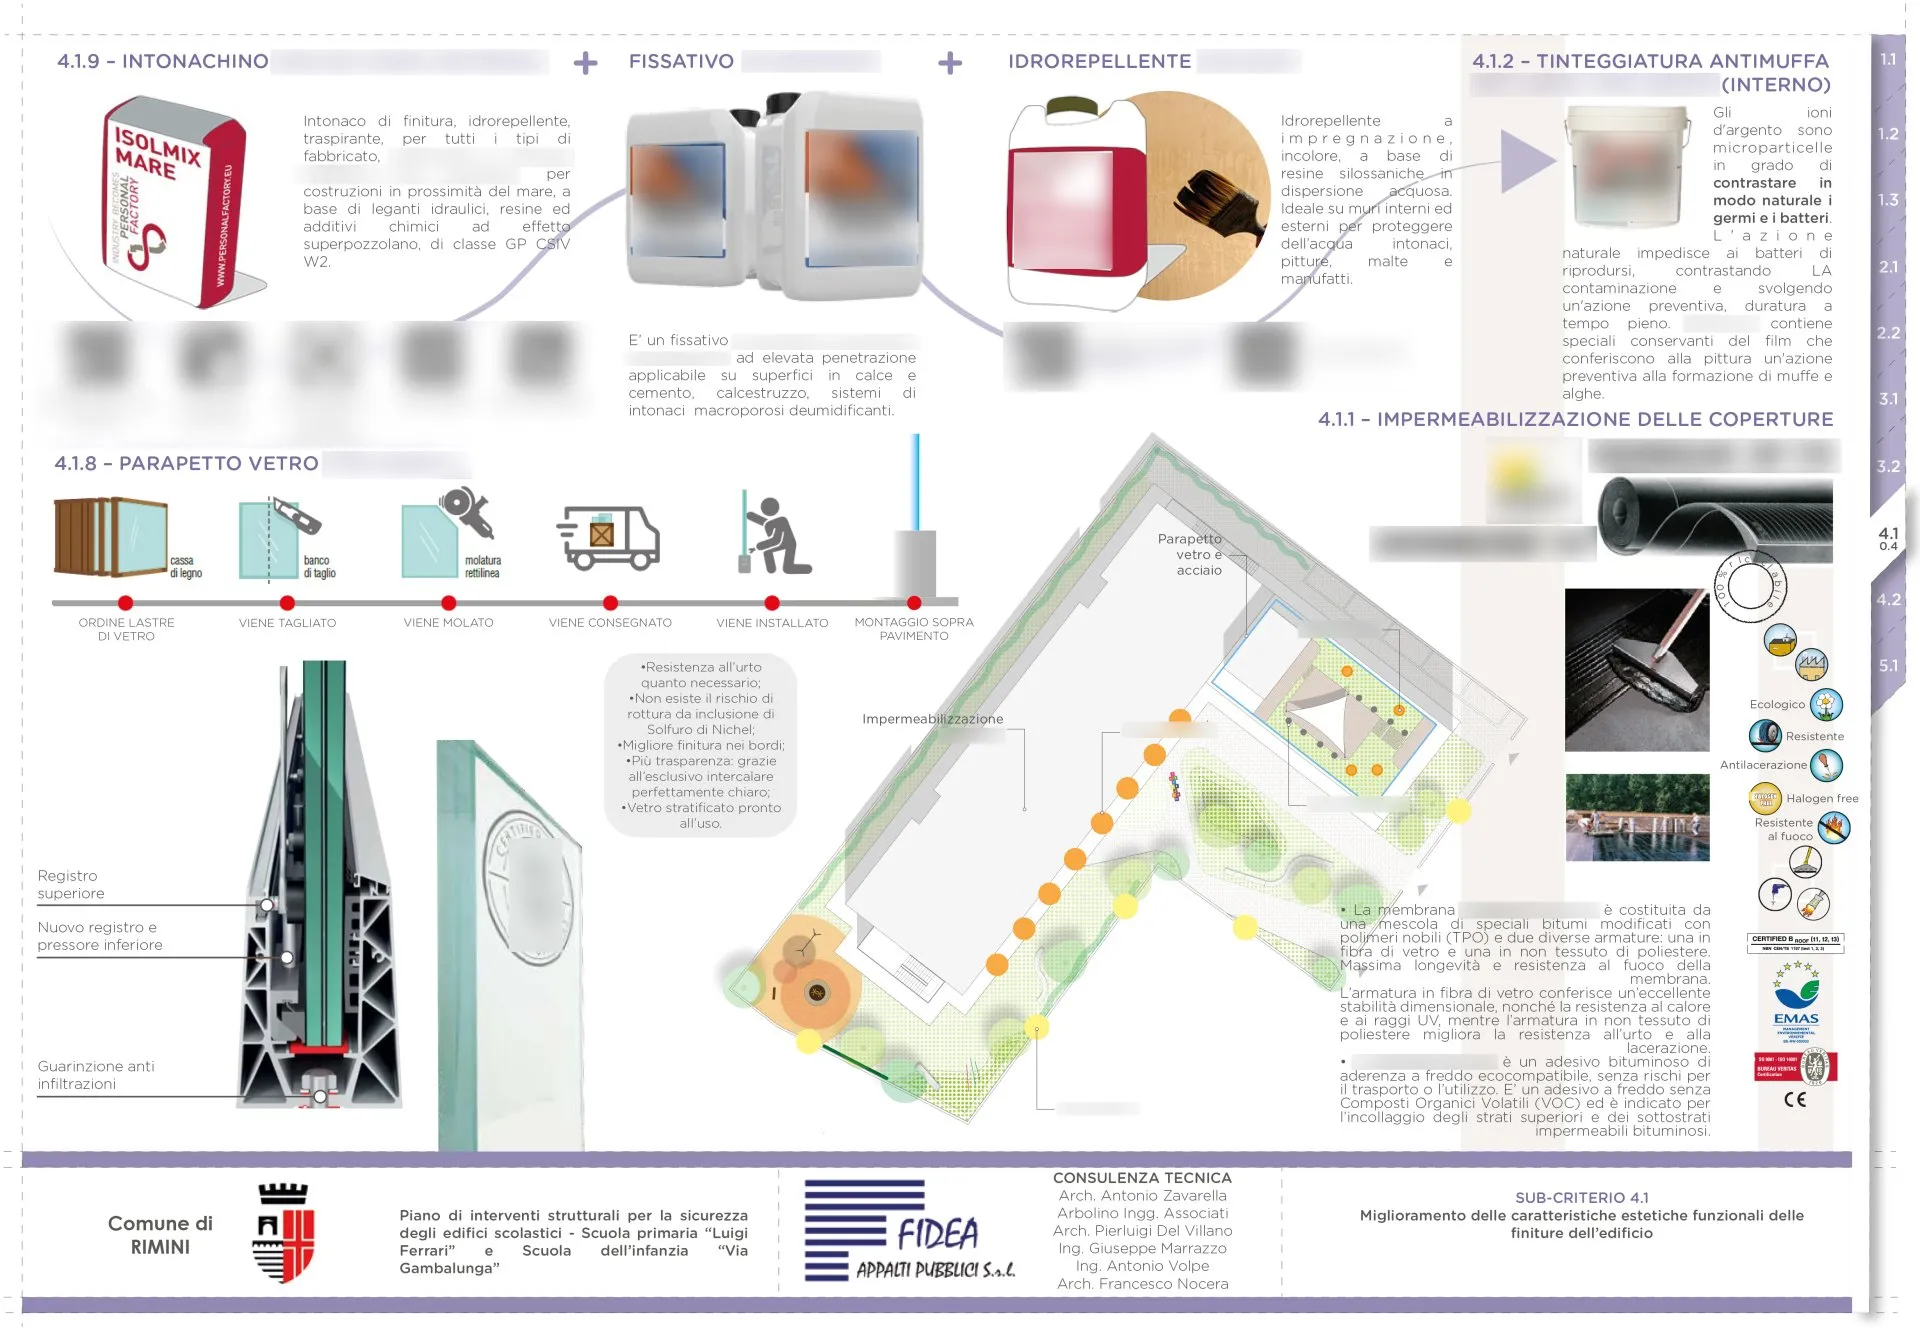 4.1.9 – INTONACHINO
+
FISSATIVO
+
IDROREPELLENTE
4.1.2 – TINTEGGIATURA ANTIMUFFA
(INTERNO)
ISOLMIX
MARE
INDUSTRY BECOMES
PERSONAL
FACTORY
WWW.PERSONALFACTORY.EU
Intonaco di finitura, idrorepellente,
traspirante, per tutti i tipi di
fabbricato,
per
costruzioni in prossimità del mare, a
base di leganti idraulici, resine ed
additivi chimici ad effetto
superpozzolano, di classe GP CSIV
W2.
E' un fissativo
ad elevata penetrazione
applicabile su superfici in calce e
cemento, calcestruzzo, sistemi di
intonaci macroporosi deumidificanti.
Idrorepellente a
impregnazione,
incolore, a base di
resine silossaniche in
dispersione acquosa.
Ideale su muri interni ed
esterni per proteggere
dell'acqua intonaci,
pitture, malte e
manufatti.
Gli ioni
d'argento sono
microparticelle
in grado di
contrastare in
modo naturale i
germi e i batteri.
L'azione
naturale impedisce ai batteri di
riprodursi, contrastando LA
contaminazione e svolgendo
un'azione preventiva, duratura a
tempo pieno. contiene
speciali conservanti del film che
conferiscono alla pittura un'azione
preventiva alla formazione di muffe e
alghe.
4.1.1 – IMPERMEABILIZZAZIONE DELLE COPERTURE
4.1.8 – PARAPETTO VETRO
cassa
di legno
banco
di taglio
molatura
rettilinea
ORDINE LASTRE
DI VETRO
VIENE TAGLIATO
VIENE MOLATO
VIENE CONSEGNATO
VIENE INSTALLATO
MONTAGGIO SOPRA
PAVIMENTO
•Resistenza all'urto
quanto necessario;
•Non esiste il rischio di
rottura da inclusione di
Solfuro di Nichel;
•Migliore finitura nei bordi;
•Più trasparenza: grazie
all'esclusivo intercalare
perfettamente chiaro;
•Vetro stratificato pronto
all'uso.
Registro
superiore
Nuovo registro e
pressore inferiore
Guarinzione anti
infiltrazioni
CERTIFIED
Parapetto
vetro e
acciaio
Impermeabilizzazione
100% riciclabile
Ecologico
Resistente
Antilacerazione
HALOGEN
FREE
Halogen free
Resistente
al fuoco
CERTIFIED B ROOF (t1, t2, t3)
EMAS
BUREAU VERITAS
Certification
CE
• La membrana è costituita da
una mescola di speciali bitumi modificati con
polimeri nobili (TPO) e due diverse armature: una in
fibra di vetro e una in non tessuto di poliestere.
Massima longevità e resistenza al fuoco della
membrana.
L'armatura in fibra di vetro conferisce un'eccellente
stabilità dimensionale, nonché la resistenza al calore
e ai raggi UV, mentre l'armatura in non tessuto di
poliestere migliora la resistenza all'urto e alla
lacerazione.
• è un adesivo bituminoso di
aderenza a freddo ecocompatibile, senza rischi per
il trasporto o l'utilizzo. E' un adesivo a freddo senza
Composti Organici Volatili (VOC) ed è indicato per
l'incollaggio degli strati superiori e dei sottostrati
impermeabili bituminosi.
1.1
1.2
1.3
2.1
2.2
3.1
3.2
4.1
0.4
4.2
5.1
Comune di
RIMINI
Piano di interventi strutturali per la sicurezza
degli edifici scolastici - Scuola primaria “Luigi
Ferrari” e Scuola dell'infanzia “Via
Gambalunga”
FIDEA
APPALTI PUBBLICI S.r.l.
CONSULENZA TECNICA
Arch. Antonio Zavarella
Arbolino Ingg. Associati
Arch. Pierluigi Del Villano
Ing. Giuseppe Marrazzo
Ing. Antonio Volpe
Arch. Francesco Nocera
SUB-CRITERIO 4.1
Miglioramento delle caratteristiche estetiche funzionali delle
finiture dell'edificio